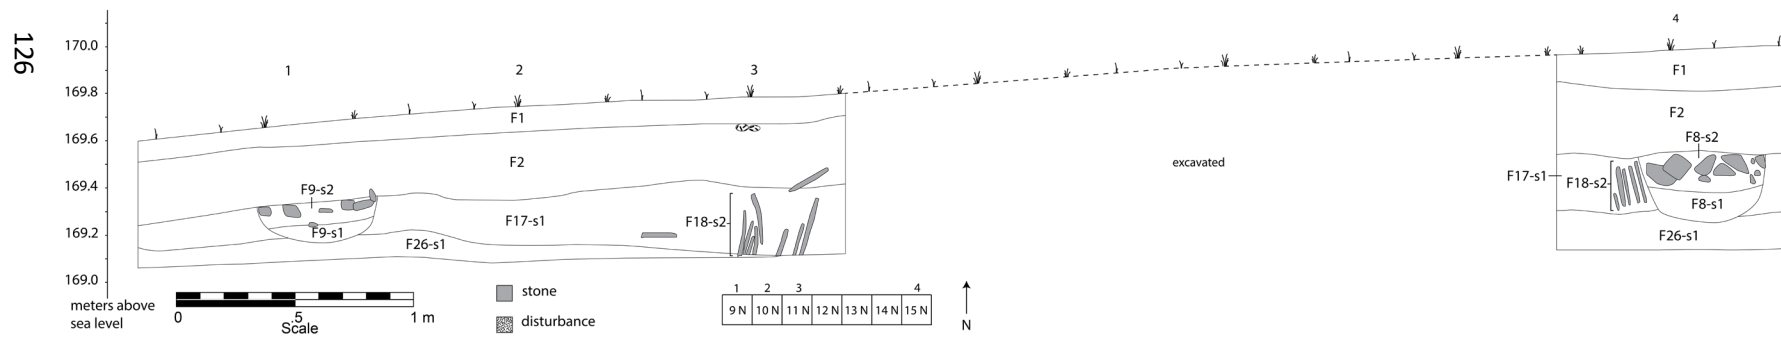 126
170.0
169.8
169.6
169.4
169.2
169.0
meters above
sea level
1
2
3
4
F1
F2
F9-s2
F9-s1
F17-s1
F26-s1
F18-s2
excavated
F1
F2
F8-s2
F17-s1
F18-s2
F8-s1
F26-s1
0 .5 1 m
Scale
stone
disturbance
1 2 3 4
9 N 10 N 11 N 12 N 13 N 14 N 15 N
N